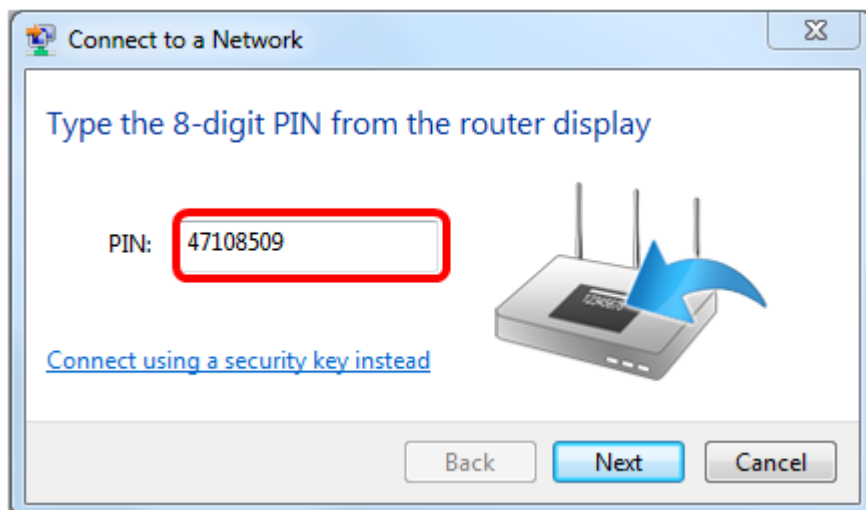 Connect to a Network
Type the 8-digit PIN from the router display
PIN: 47108509
12345670
Connect using a security key instead
Back Next Cancel